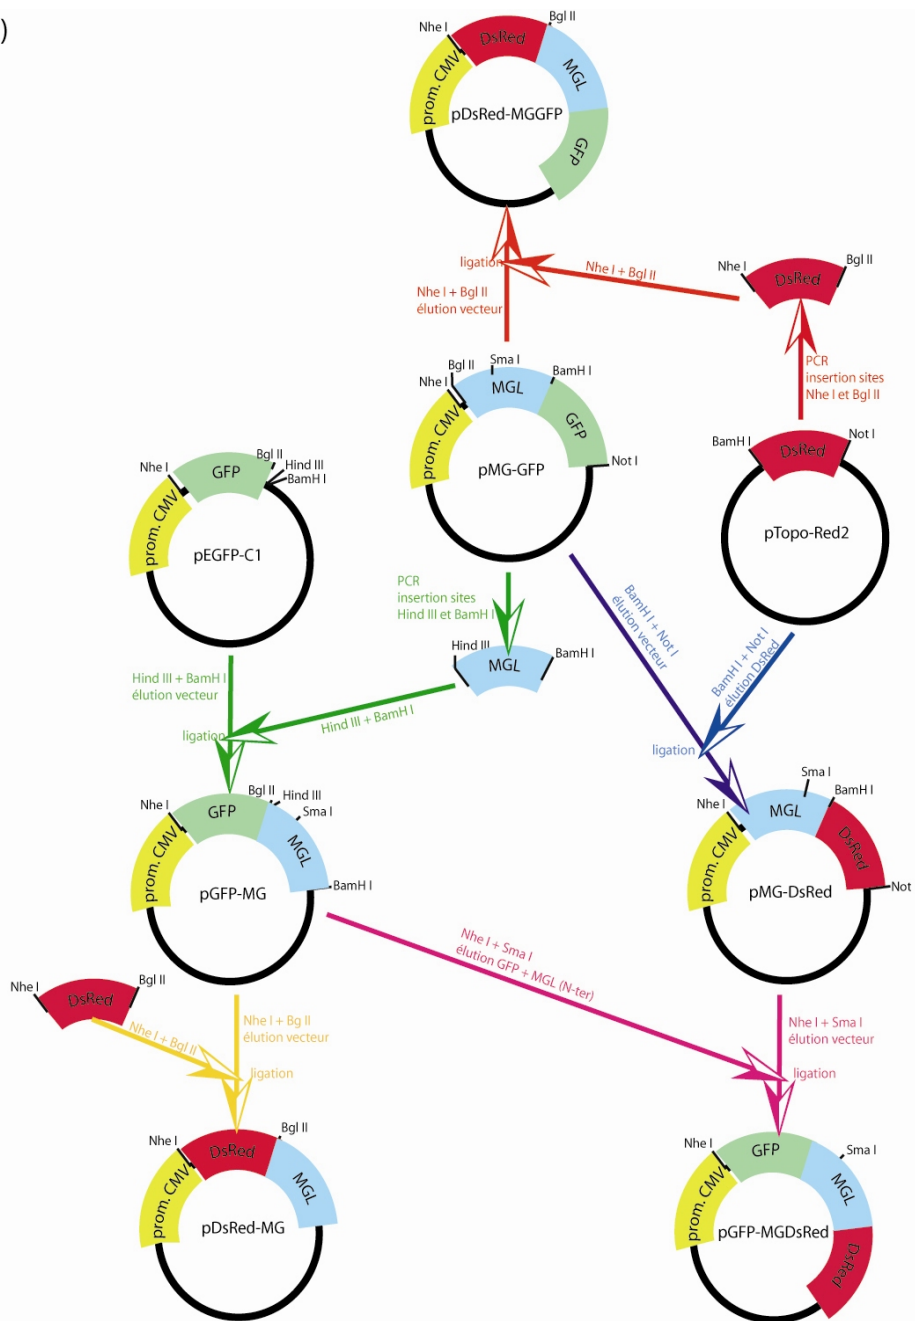 )
Nhe I
DsRed
Bgl II
prom. CMV
MGL
pDsRed-MGGFP
GFP
ligation
Nhe I + Bgl II
Nhe I + Bgl II
élution vecteur
Nhe I
DsRed
Bgl II
PCR
insertion sites
Nhe I et Bgl II
Bgl II
Sma I
BamH I
Nhe I
MGL
prom. CMV
GFP
pMG-GFP
Not I
BamH I
Not I
DsRed
pTopo-Red2
Nhe I
GFP
Bgl II
Hind III
BamH I
prom. CMV
pEGFP-C1
PCR
insertion sites
Hind III et BamH I
BamH I + Not I
élution vecteur
BamH I + Not I
élution DsRed
Hind III
MGL
BamH I
Hind III + BamH I
élution vecteur
Hind III + BamH I
ligation
ligation
Nhe I
GFP
Bgl II
Hind III
Sma I
prom. CMV
MGL
pGFP-MG
BamH I
Sma I
Nhe I
MGL
BamH I
prom. CMV
DsRed
pMG-DsRed
Not
Nhe I + Sma I
élution GFP + MGL (N-ter)
Nhe I
DsRed
Bgl II
Nhe I + Bgl II
Nhe I + Bg II
élution vecteur
ligation
Nhe I + Sma I
élution vecteur
ligation
Nhe I
DsRed
Bgl II
prom. CMV
MGL
pDsRed-MG
Nhe I
GFP
Sma I
prom. CMV
MGL
pGFP-MGDsRed
DsRed